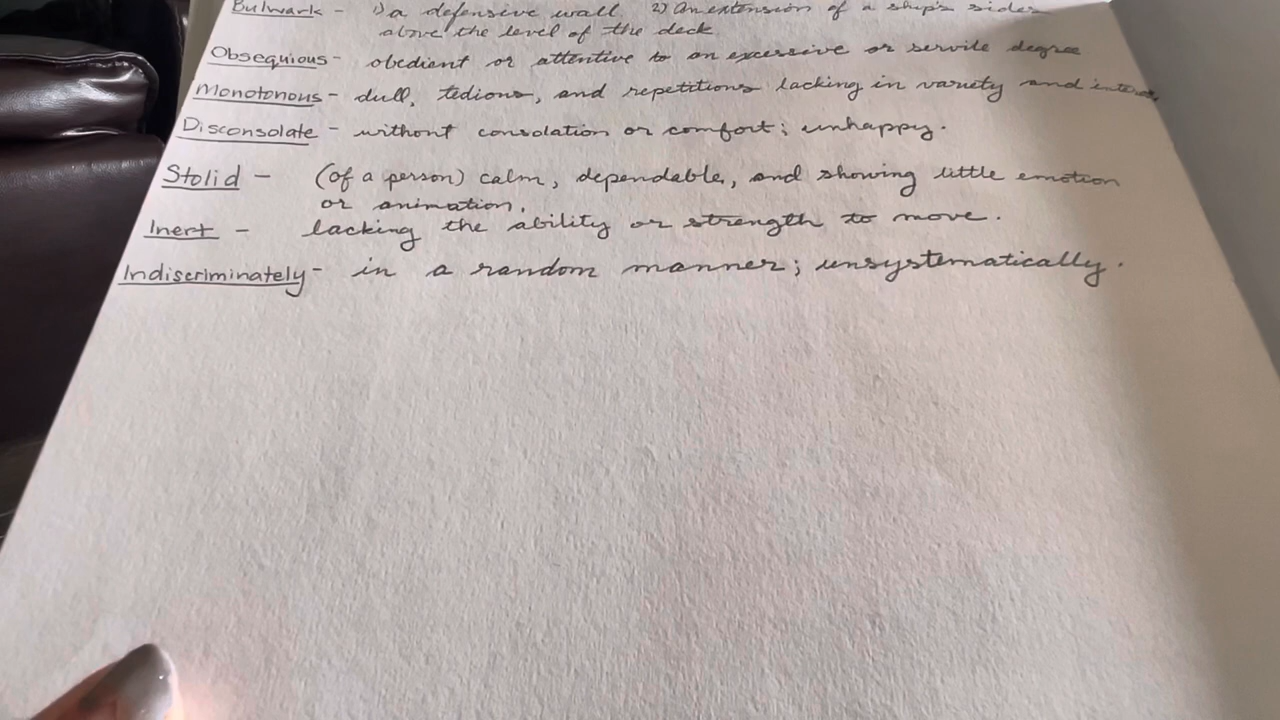 Bulwark - 1) a defensive wall 2) An extension of a ship's sides
above the level of the deck
Obsequious - obedient or attentive to an excessive or servile degree
Monotonous - dull, tedious, and repetitious lacking in variety and interest.
Disconsolate - without consolation or comfort; unhappy.
Stolid - (of a person) calm, dependable, and showing little emotion
or animation.
Inert - lacking the ability or strength to move.
Indiscriminately - in a random manner; unsystematically.